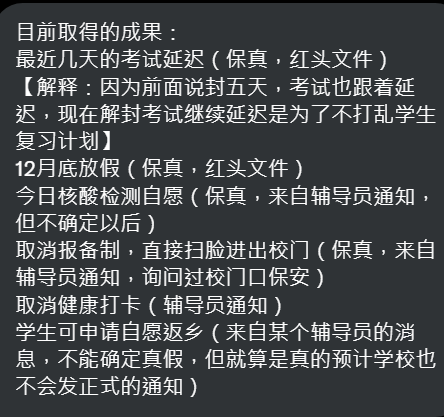 目前取得的成果：
最近几天的考试延迟（保真，红头文件）
【解释：因为前面说封五天，考试也跟着延
迟，现在解封考试继续延迟是为了不打乱学生
复习计划】
12月底放假（保真，红头文件）
今日核酸检测自愿（保真，来自辅导员通知，
但不确定以后）
取消报备制，直接扫脸进出校门（保真，来自
辅导员通知，询问过校门口保安）
取消健康打卡（辅导员通知）
学生可申请自愿返乡（来自某个辅导员的消
息，不能确定真假，但就算是真的预计学校也
不会发正式的通知）